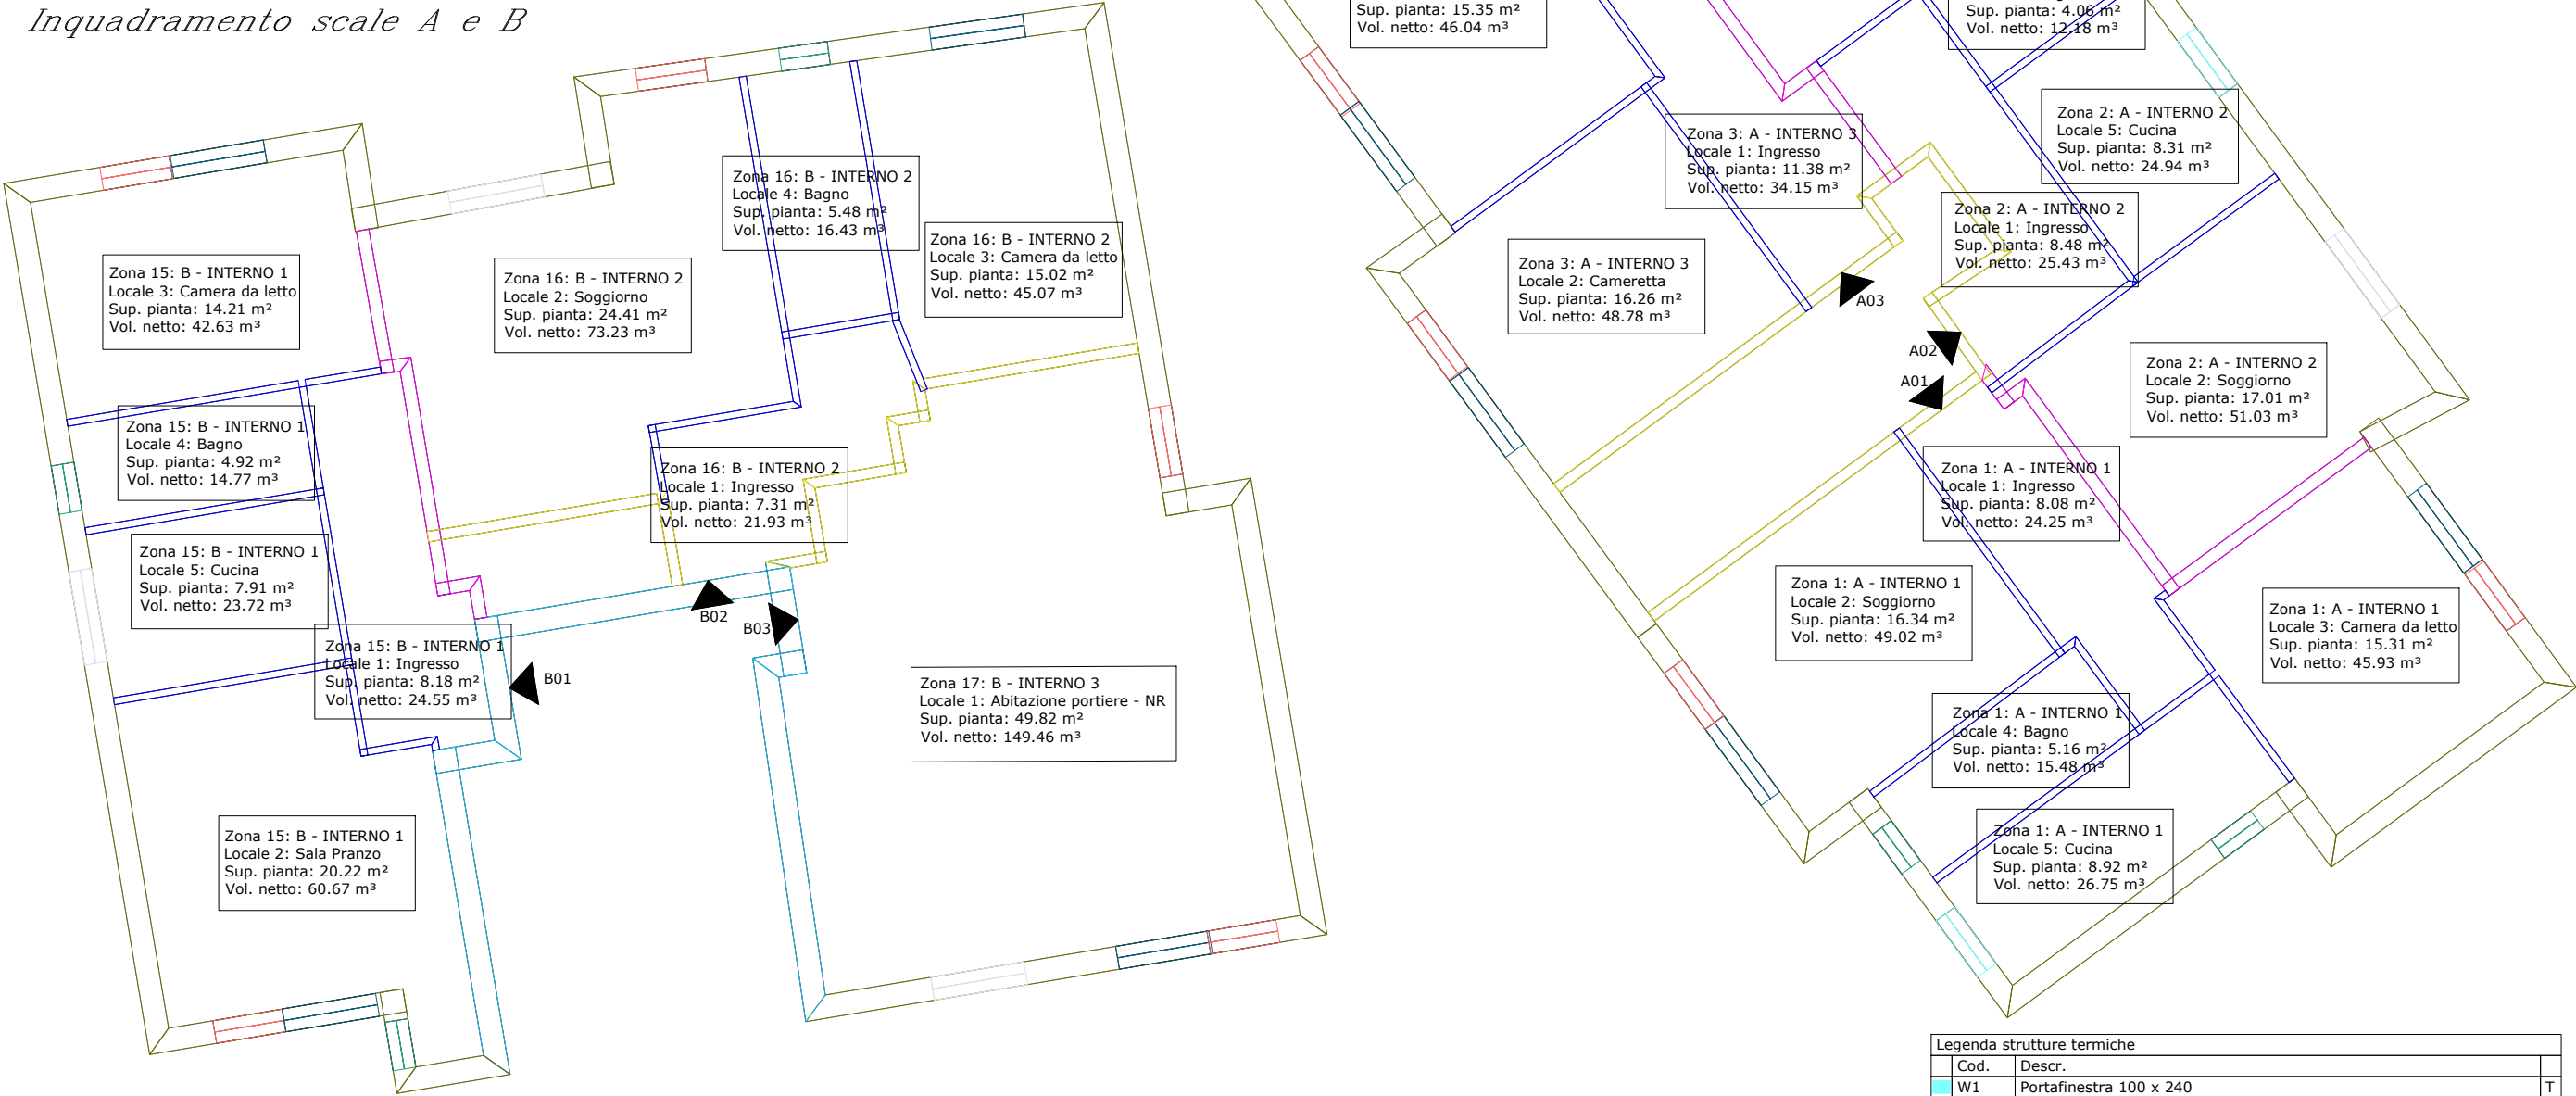 Inquadramento scale A e B
Sup. pianta: 15.35 m²
Vol. netto: 46.04 m³
Sup. pianta: 4.06 m²
Vol. netto: 12.18 m³
Zona 2: A - INTERNO 2
Locale 5: Cucina
Sup. pianta: 8.31 m²
Vol. netto: 24.94 m³
Zona 3: A - INTERNO 3
Locale 1: Ingresso
Sup. pianta: 11.38 m²
Vol. netto: 34.15 m³
Zona 16: B - INTERNO 2
Locale 4: Bagno
Sup. pianta: 5.48 m²
Vol. netto: 16.43 m³
Zona 2: A - INTERNO 2
Locale 1: Ingresso
Sup. pianta: 8.48 m²
Vol. netto: 25.43 m³
Zona 16: B - INTERNO 2
Locale 3: Camera da letto
Sup. pianta: 15.02 m²
Vol. netto: 45.07 m³
Zona 3: A - INTERNO 3
Locale 2: Cameretta
Sup. pianta: 16.26 m²
Vol. netto: 48.78 m³
Zona 15: B - INTERNO 1
Locale 3: Camera da letto
Sup. pianta: 14.21 m²
Vol. netto: 42.63 m³
Zona 16: B - INTERNO 2
Locale 2: Soggiorno
Sup. pianta: 24.41 m²
Vol. netto: 73.23 m³
A03
A02
A01
Zona 2: A - INTERNO 2
Locale 2: Soggiorno
Sup. pianta: 17.01 m²
Vol. netto: 51.03 m³
Zona 15: B - INTERNO 1
Locale 4: Bagno
Sup. pianta: 4.92 m²
Vol. netto: 14.77 m³
Zona 16: B - INTERNO 2
Locale 1: Ingresso
Sup. pianta: 7.31 m²
Vol. netto: 21.93 m³
Zona 1: A - INTERNO 1
Locale 1: Ingresso
Sup. pianta: 8.08 m²
Vol. netto: 24.25 m³
Zona 15: B - INTERNO 1
Locale 5: Cucina
Sup. pianta: 7.91 m²
Vol. netto: 23.72 m³
Zona 1: A - INTERNO 1
Locale 2: Soggiorno
Sup. pianta: 16.34 m²
Vol. netto: 49.02 m³
Zona 1: A - INTERNO 1
Locale 3: Camera da letto
Sup. pianta: 15.31 m²
Vol. netto: 45.93 m³
B02
B03
B01
Zona 15: B - INTERNO 1
Locale 1: Ingresso
Sup. pianta: 8.18 m²
Vol. netto: 24.55 m³
Zona 17: B - INTERNO 3
Locale 1: Abitazione portiere - NR
Sup. pianta: 49.82 m²
Vol. netto: 149.46 m³
Zona 1: A - INTERNO 1
Locale 4: Bagno
Sup. pianta: 5.16 m²
Vol. netto: 15.48 m³
Zona 15: B - INTERNO 1
Locale 2: Sala Pranzo
Sup. pianta: 20.22 m²
Vol. netto: 60.67 m³
Zona 1: A - INTERNO 1
Locale 5: Cucina
Sup. pianta: 8.92 m²
Vol. netto: 26.75 m³
Legenda strutture termiche
Cod. Descr.
W1 Portafinestra 100 x 240 T